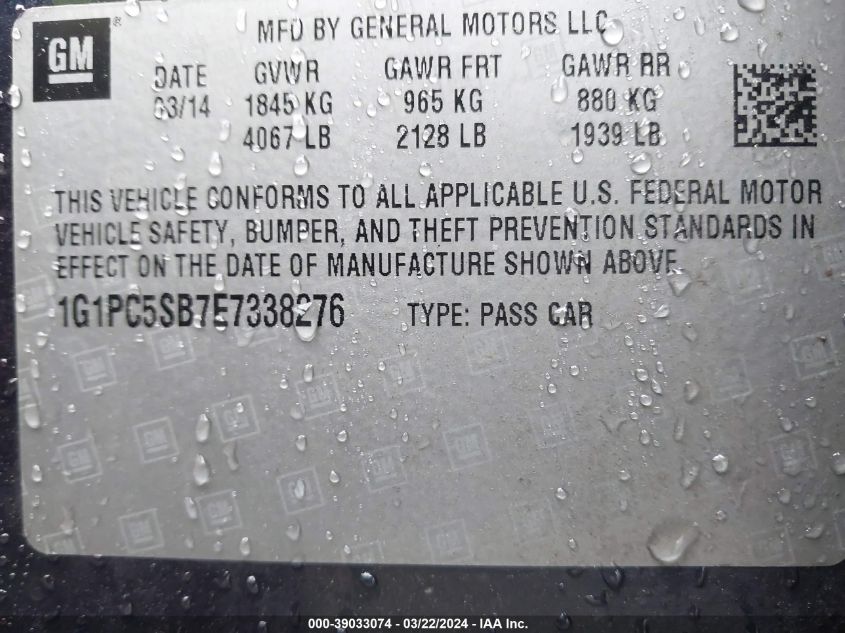 GM
MFD BY GENERAL MOTORS LLC
DATE GVWR GAWR FRT GAWR RR
03/14 1845 KG 965 KG 880 KG
4067 LB 2128 LB 1939 LB
THIS VEHICLE CONFORMS TO ALL APPLICABLE U.S. FEDERAL MOTOR
VEHICLE SAFETY, BUMPER, AND THEFT PREVENTION STANDARDS IN
EFFECT ON THE DATE OF MANUFACTURE SHOWN ABOVE.
1G1PC5SB7E7338276 TYPE: PASS CAR
000-39033074 - 03/22/2024 - IAA Inc.